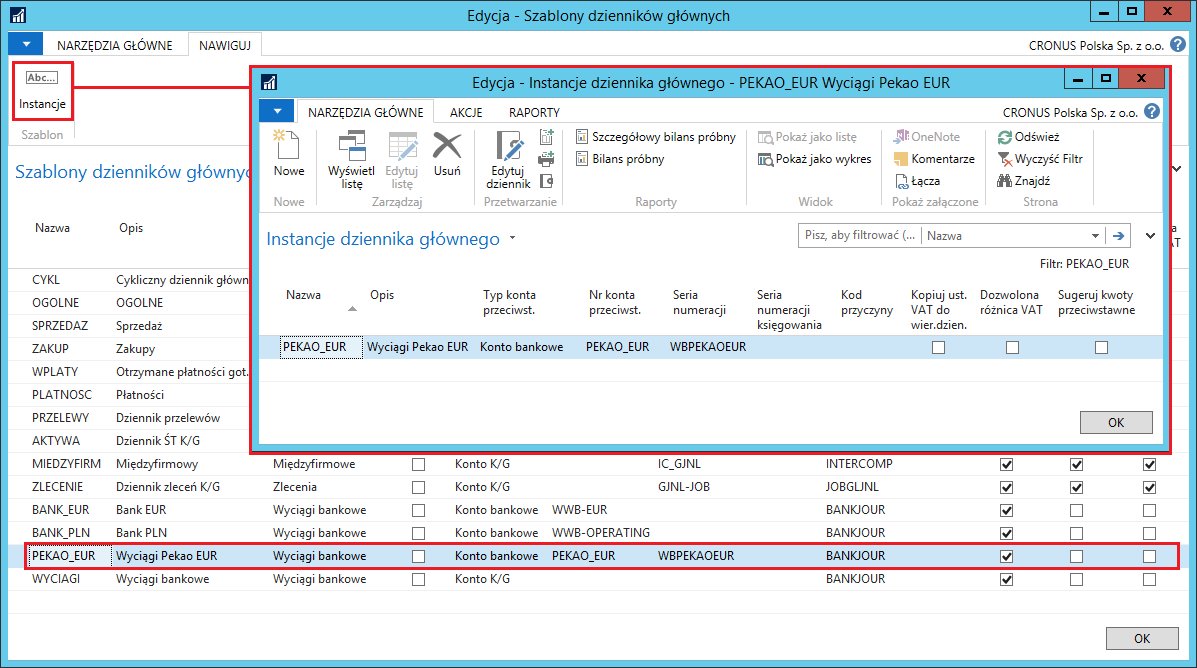 Edycja - Szablony dzienników głównych
NARZĘDZIA GŁÓWNE NAWIGUJ CRONUS Polska Sp. z o.o. ?
Abc...
Instancje
Szablon
Szablony dzienników głównyc
Nazwa Opis
CYKL Cykliczny dziennik główn
OGOLNE OGOLNE
SPRZEDAZ Sprzedaż
ZAKUP Zakupy
WPLATY Otrzymane płatności got.
PLATNOSC Płatności
PRZELEWY Dziennik przelewów
AKTYWA Dziennik ŚT K/G
MIEDZYFIRM Międzyfirmowy Międzyfirmowe Konto K/G IC_GJNL INTERCOMP
ZLECENIE Dziennik zleceń K/G Zlecenia Konto K/G GJNL-JOB JOBGLJNL
BANK_EUR Bank EUR Wyciągi bankowe Konto bankowe WWB-EUR BANKJOUR
BANK_PLN Bank PLN Wyciągi bankowe Konto bankowe WWB-OPERATING BANKJOUR
PEKAO_EUR Wyciągi Pekao EUR Wyciągi bankowe Konto bankowe PEKAO_EUR WBPEKAOEUR BANKJOUR
WYCIAGI Wyciągi bankowe Wyciągi bankowe Konto K/G BANKJOUR
OK
Edycja - Instancje dziennika głównego - PEKAO_EUR Wyciągi Pekao EUR
NARZĘDZIA GŁÓWNE AKCJE RAPORTY CRONUS Polska Sp. z o.o. ?
Nowe
Nowe
Wyświetl
listę
Edytuj
listę
Usuń
Zarządzaj
Edytuj
dziennik
Przetwarzanie
Szczegółowy bilans próbny
Bilans próbny
Raporty
Pokaż jako listę
Pokaż jako wykres
Widok
OneNote
Komentarze
Łącza
Pokaż załączone
Odśwież
Wyczyść Filtr
Znajdź
Strona
Instancje dziennika głównego
Pisz, aby filtrować (... Nazwa
Filtr: PEKAO_EUR
Nazwa Opis Typ konta Nr konta Seria Seria Kod Kopiuj ust. Dozwolona Sugeruj kwoty
przeciwst. przeciwst. numeracji numeracji przyczyny VAT do różnica VAT przeciwstawne
księgowania wier.dzien.
PEKAO_EUR Wyciągi Pekao EUR Konto bankowe PEKAO_EUR WBPEKAOEUR
OK